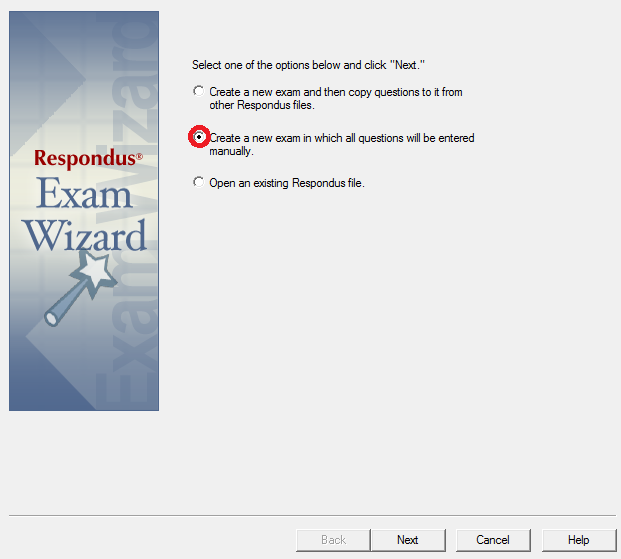 Select one of the options below and click "Next."
Create a new exam and then copy questions to it from
other Respondus files.
Create a new exam in which all questions will be entered
manually.
Open an existing Respondus file.
Respondus®
Exam
Wizard
Exam Wizard
Back
Next
Cancel
Help